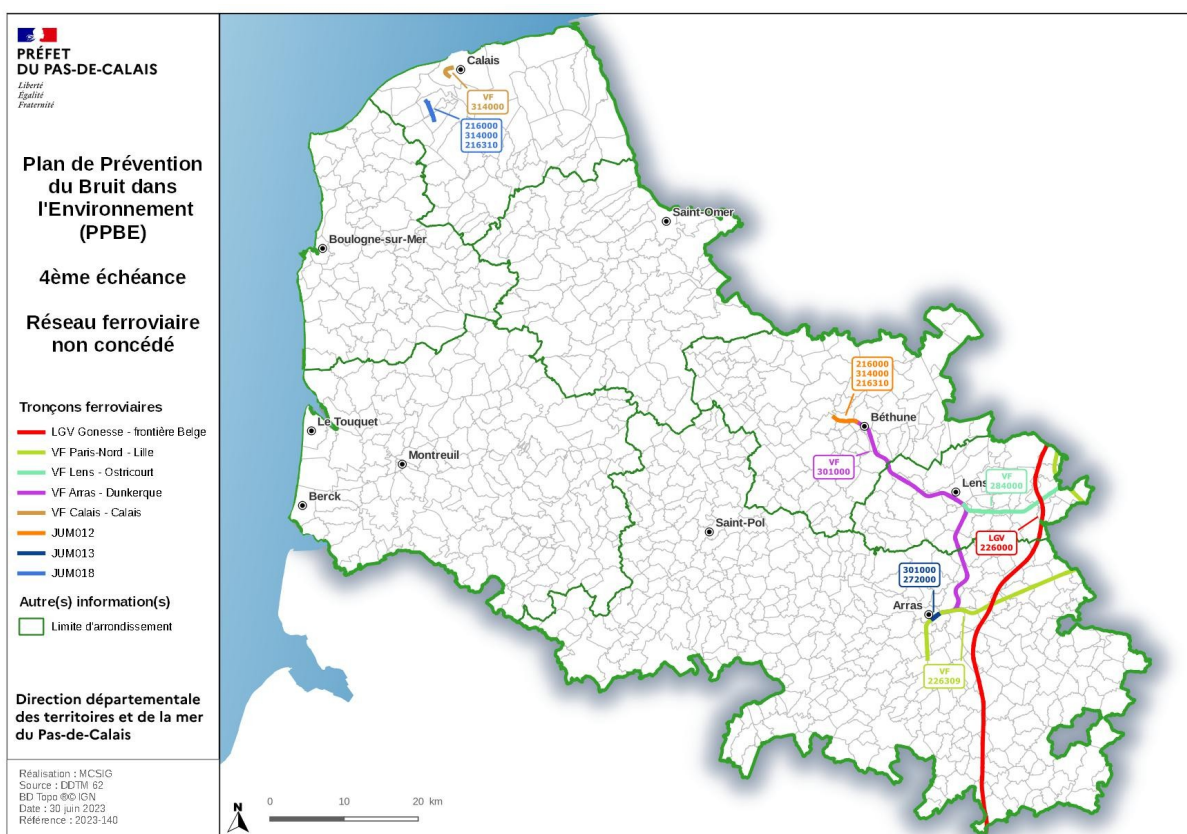 PRÉFET
DU PAS-DE-CALAIS
Liberté
Égalité
Fraternité
Plan de Prévention
du Bruit dans
l'Environnement
(PPBE)
4ème échéance
Réseau ferroviaire
non concédé
Tronçons ferroviaires
LGV Gonesse - frontière Belge
VF Paris-Nord - Lille
VF Lens - Ostricourt
VF Arras - Dunkerque
VF Calais - Calais
JUM012
JUM013
JUM018
Autre(s) information(s)
Limite d'arrondissement
Direction départementale
des territoires et de la mer
du Pas-de-Calais
Réalisation : MCSIG
Source : DDTM 62
BD Topo ®© IGN
Date : 30 juin 2023
Référence : 2023-140
Calais
VF
314000
216000
314000
216310
Saint-Omer
Boulogne-sur-Mer
216000
314000
216310
Béthune
Le Touquet
Montreuil
VF
301000
Lens
VF
284000
Berck
Saint-Pol
LGV
226000
301000
272000
Arras
VF
226309
N
0 10 20 km